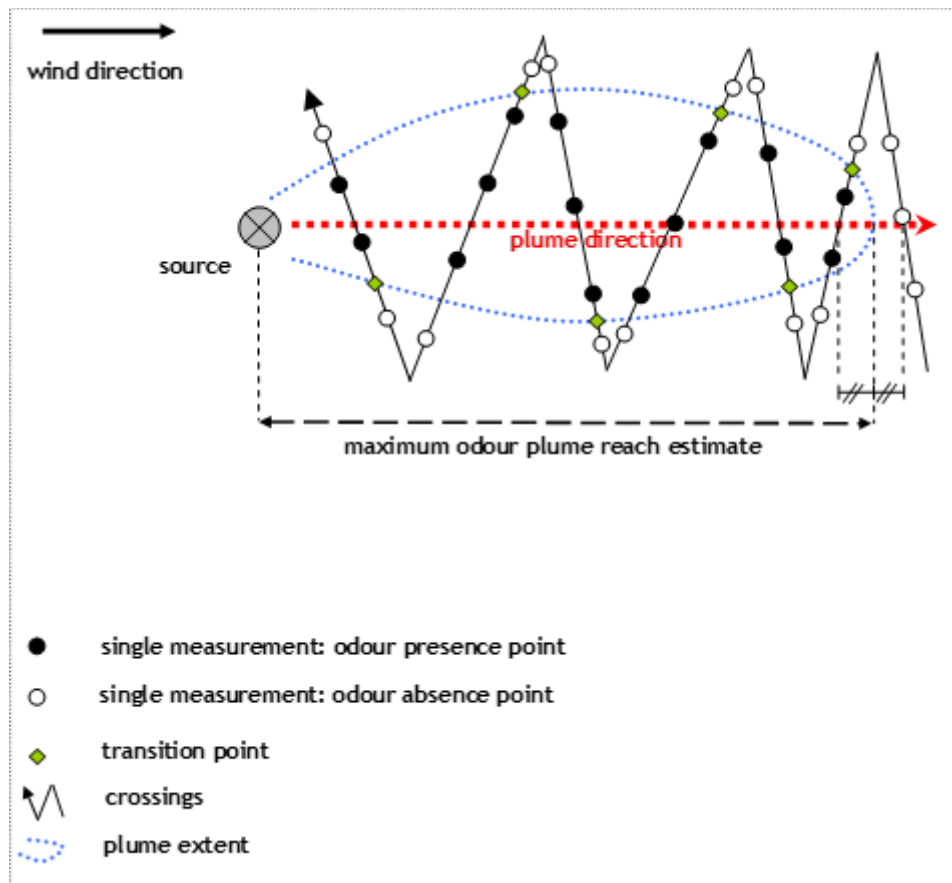 wind direction
plume direction
source
maximum odour plume reach estimate
single measurement: odour presence point
single measurement: odour absence point
transition point
crossings
plume extent